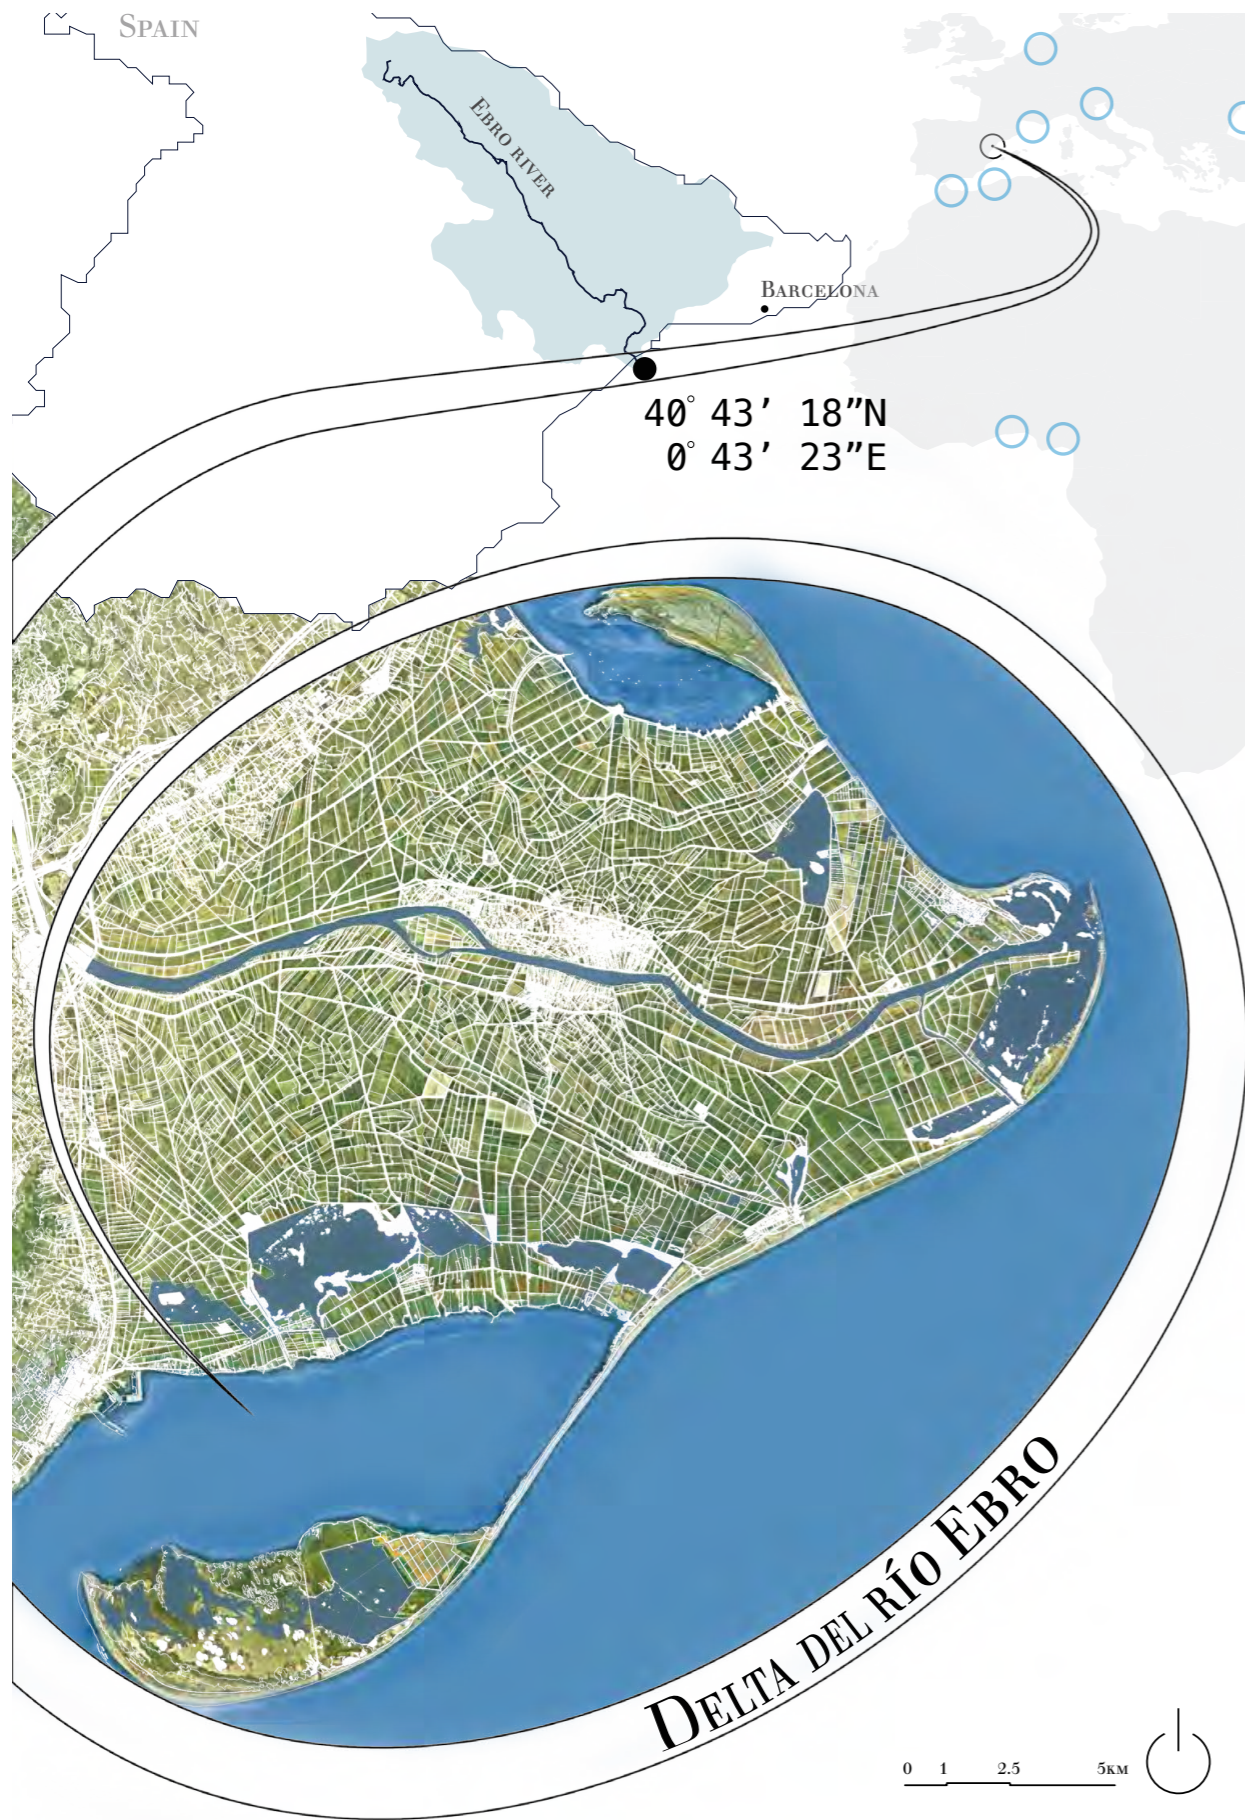 Spain
Ebro river
Barcelona
40° 43’ 18”N
0° 43’ 23”E
Delta del río Ebro
0 1 2.5 5km